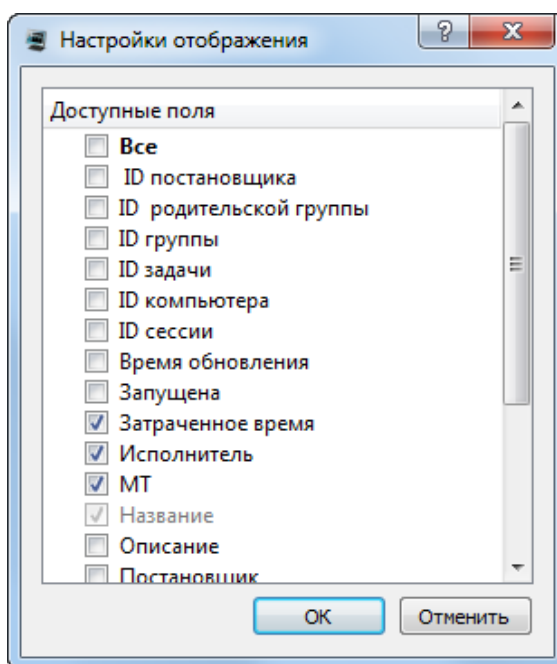 Настройки отображения
Доступные поля
Все
ID постановщика
ID родительской группы
ID группы
ID задачи
ID компьютера
ID сессии
Время обновления
Запущена
Затраченное время
Исполнитель
МТ
Название
Описание
Постановщик
ОК
Отменить